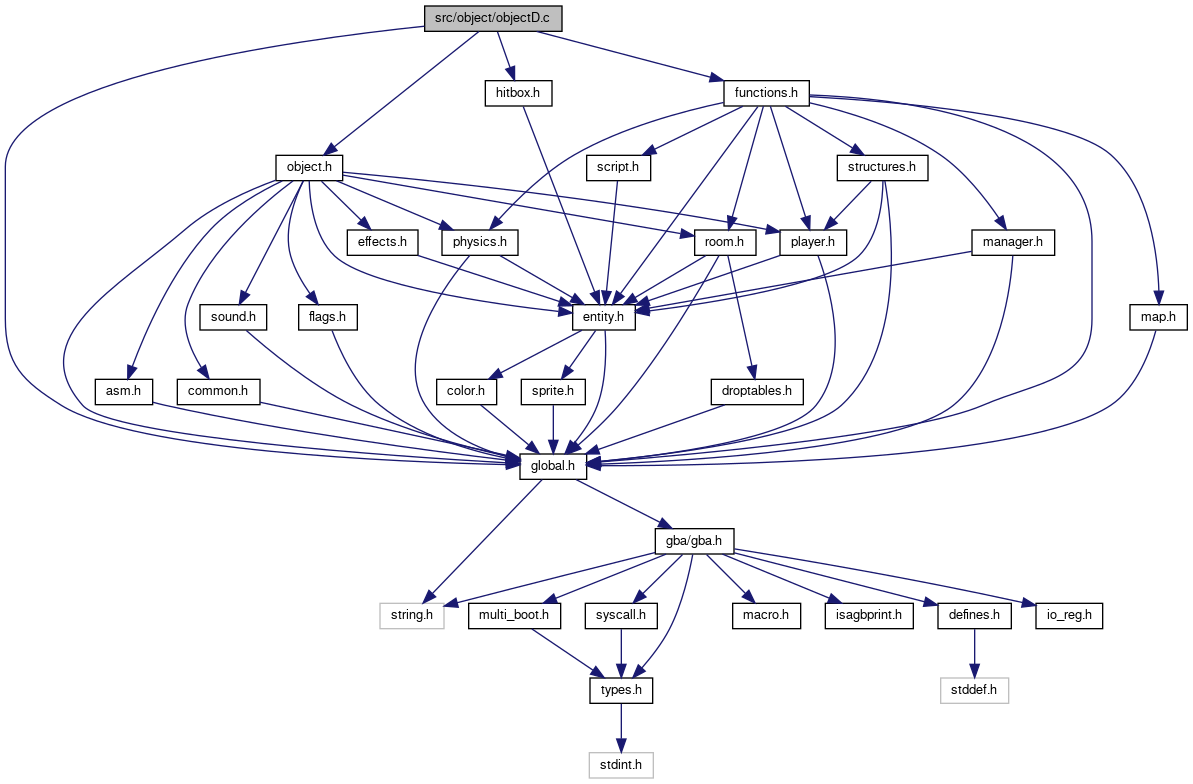 src/object/objectD.c
hitbox.h
functions.h
object.h
script.h
structures.h
effects.h
physics.h
room.h
player.h
manager.h
sound.h
flags.h
entity.h
map.h
asm.h
common.h
color.h
sprite.h
droptables.h
global.h
gba/gba.h
string.h
multi_boot.h
syscall.h
macro.h
isagbprint.h
defines.h
io_reg.h
types.h
stddef.h
stdint.h